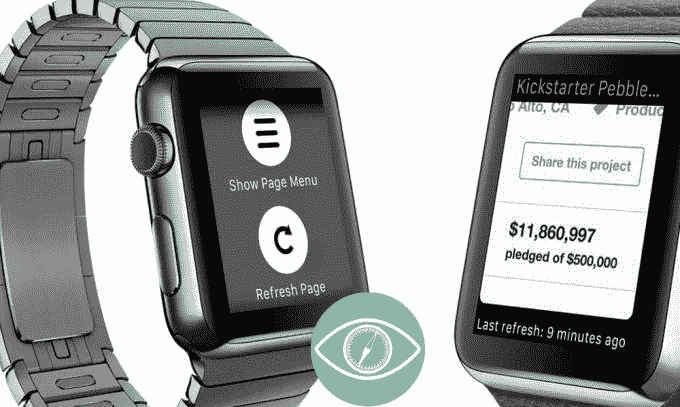 Show Page Menu
Refresh Page
Kickstarter Pebble...
o Alto, CA Produc
Share this project
$11,860,997
pledged of $500,000
Last refresh: 9 minutes ago